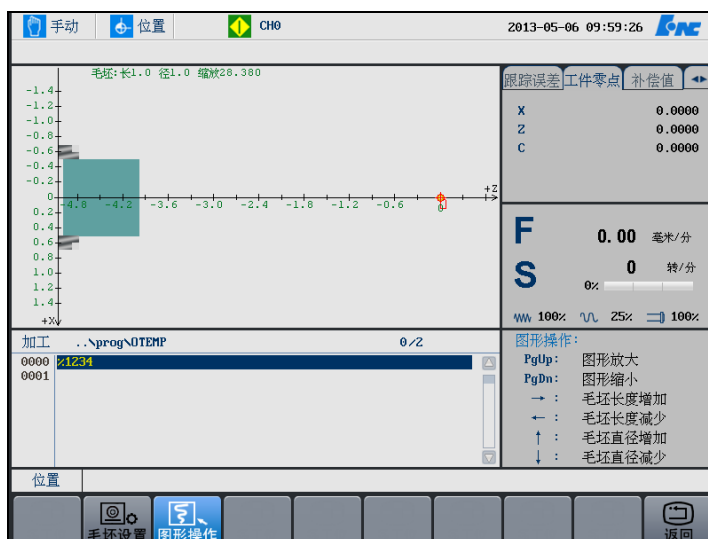 手动 位置 CH0 2013-05-06 09:59:26 HNC
毛坯:长1.0 径1.0 缩放28.380
-1.4
-1.2
-1.0
-0.8
-0.6
-0.4
-0.2
0
0.2
0.4
0.6
0.8
1.0
1.2
1.4
+X
-4.8 -4.2 -3.6 -3.0 -2.4 -1.8 -1.2 -0.6 0 +Z
跟踪误差 工件零点 补偿值
X 0.0000
Z 0.0000
C 0.0000
F 0.00 毫米/分
S 0 转/分
0%
100% 25% 100%
加工 ..\prog\OTEMP 0/2
0000 %1234
0001
图形操作:
PgUp: 图形放大
PgDn: 图形缩小
→ : 毛坯长度增加
← : 毛坯长度减少
↑ : 毛坯直径增加
↓ : 毛坯直径减少
位置
毛坯设置 图形操作 返回